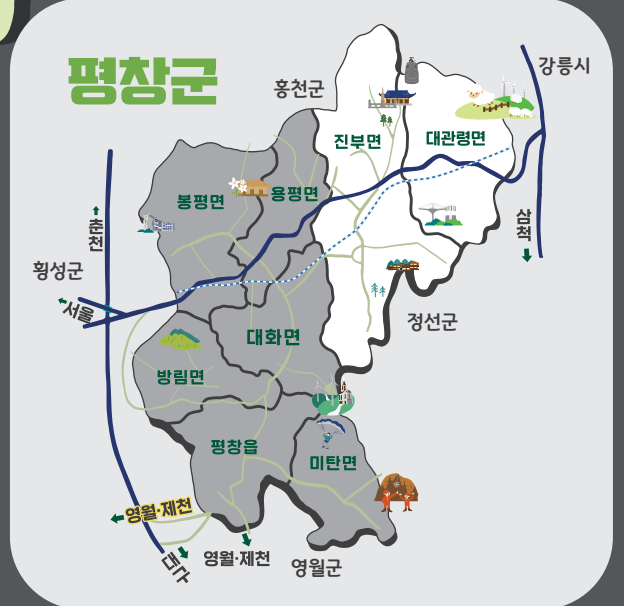 평창군
홍천군
강릉시
진부면
대관령면
봉평면
용평면
춘천
삼척
횡성군
서울
정선군
대화면
방림면
평창읍
미탄면
영월·제천
영월·제천
영월군